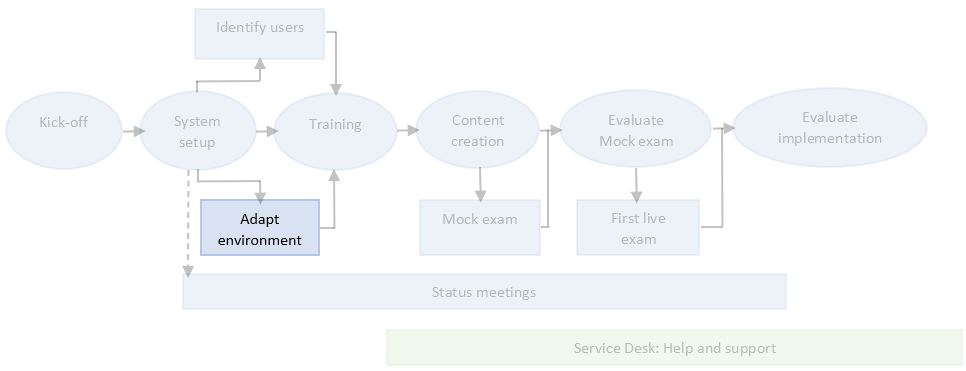 Identify users
Kick-off
System
setup
Training
Content
creation
Evaluate
Mock exam
Evaluate
implementation
Adapt
environment
Mock exam
First live
exam
Status meetings
Service Desk: Help and support